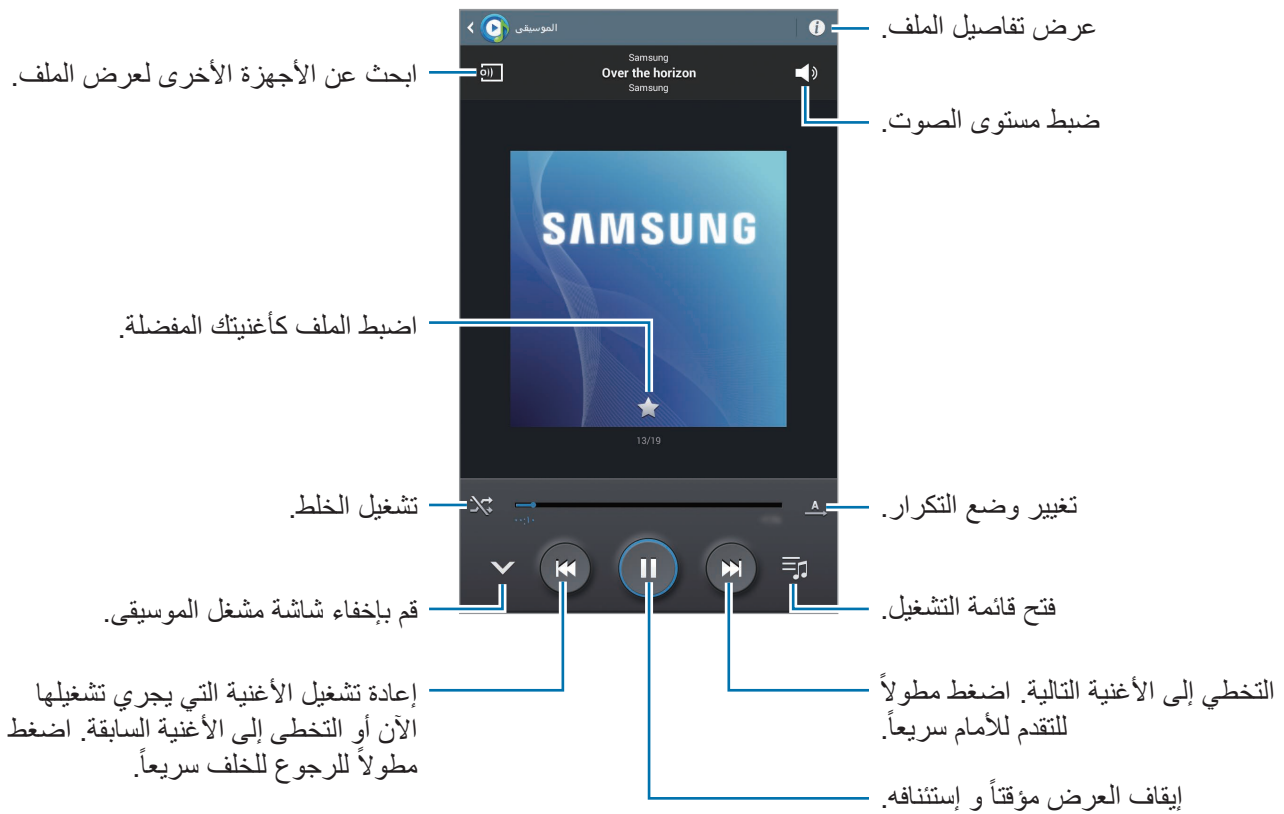 الموسيقى
عرض تفاصيل الملف.
Samsung
Over the horizon
Samsung
ابحث عن الأجهزة الأخرى لعرض الملف.
ضبط مستوى الصوت.
SAMSUNG
اضبط الملف كأغنيتك المفضلة.
13/19
تغيير وضع التكرار.
A
تشغيل الخلط.
٠٠:١٠
فتح قائمة التشغيل.
قم بإخفاء شاشة مشغل الموسيقى.
التخطي إلى الأغنية التالية. اضغط مطولاً
للتقدم للأمام سريعاً.
إعادة تشغيل الأغنية التي يجري تشغيلها
الآن أو التخطى إلى الأغنية السابقة. اضغط
مطولاً للرجوع للخلف سريعاً.
إيقاف العرض مؤقتاً و إستئنافه.